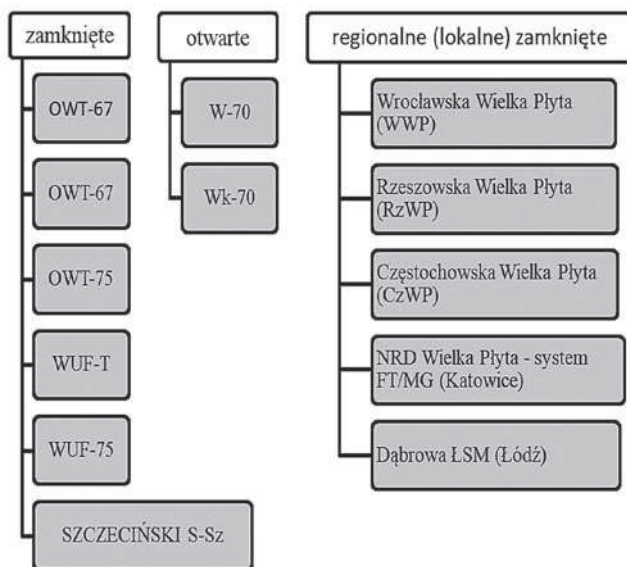 zamknięte
OWT-67
OWT-67
OWT-75
WUF-T
WUF-75
SZCZECIŃSKI S-Sz
otwarte
W-70
Wk-70
regionalne (lokalne) zamknięte
Wrocławska Wielka Płyta
(WWP)
Rzeszowska Wielka Płyta
(RzWP)
Częstochowska Wielka Płyta
(CzWP)
NRD Wielka Płyta - system
FT/MG (Katowice)
Dąbrowa ŁSM (Łódź)